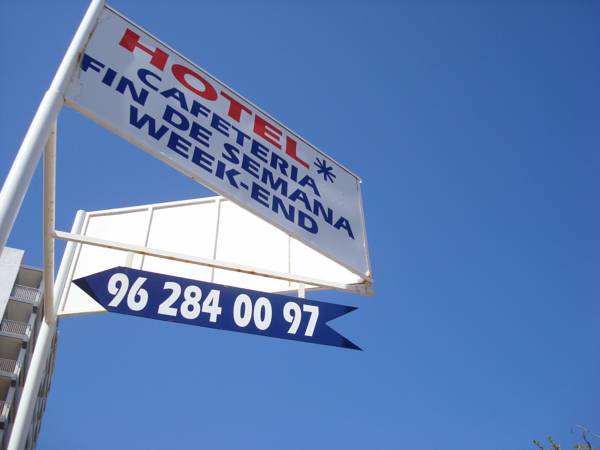 HOTEL*
CAFETERIA
FIN DE SEMANA
WEEK-END
96 284 00 97